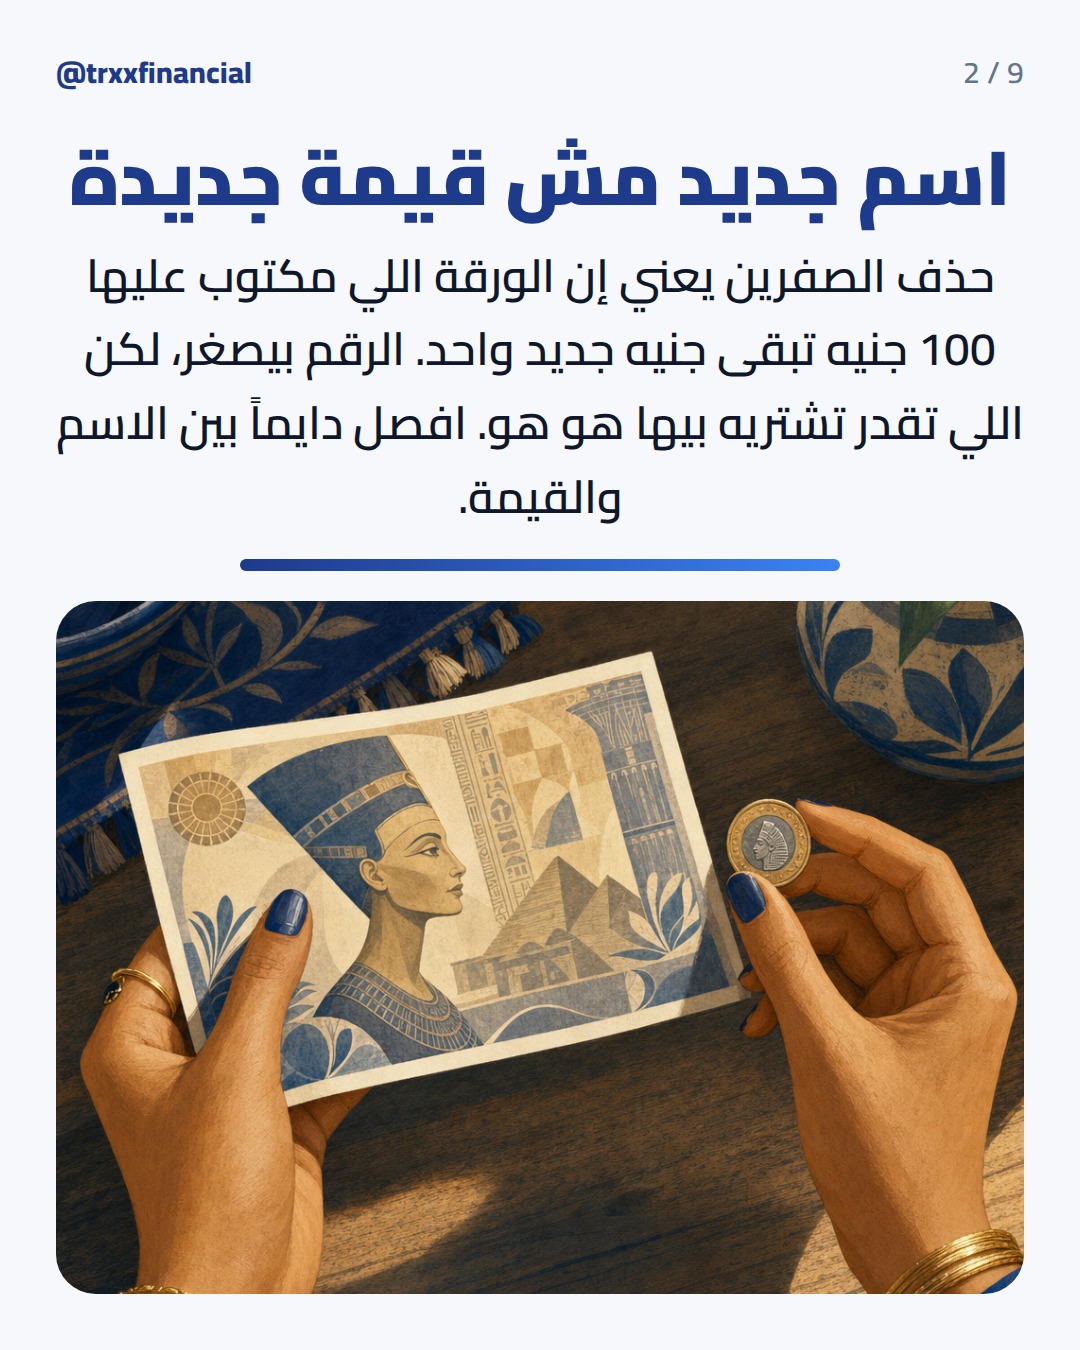 @trxxfinancial
2 / 9
اسم جديد مش قيمة جديدة
حذف الصفرين يعني إن الورقة اللي مكتوب عليها
100 جنيه تبقى جنيه جديد واحد. الرقم بيصغر، لكن
اللي تقدر تشتريه بيها هو هو. افصل دايماً بين الاسم
والقيمة.